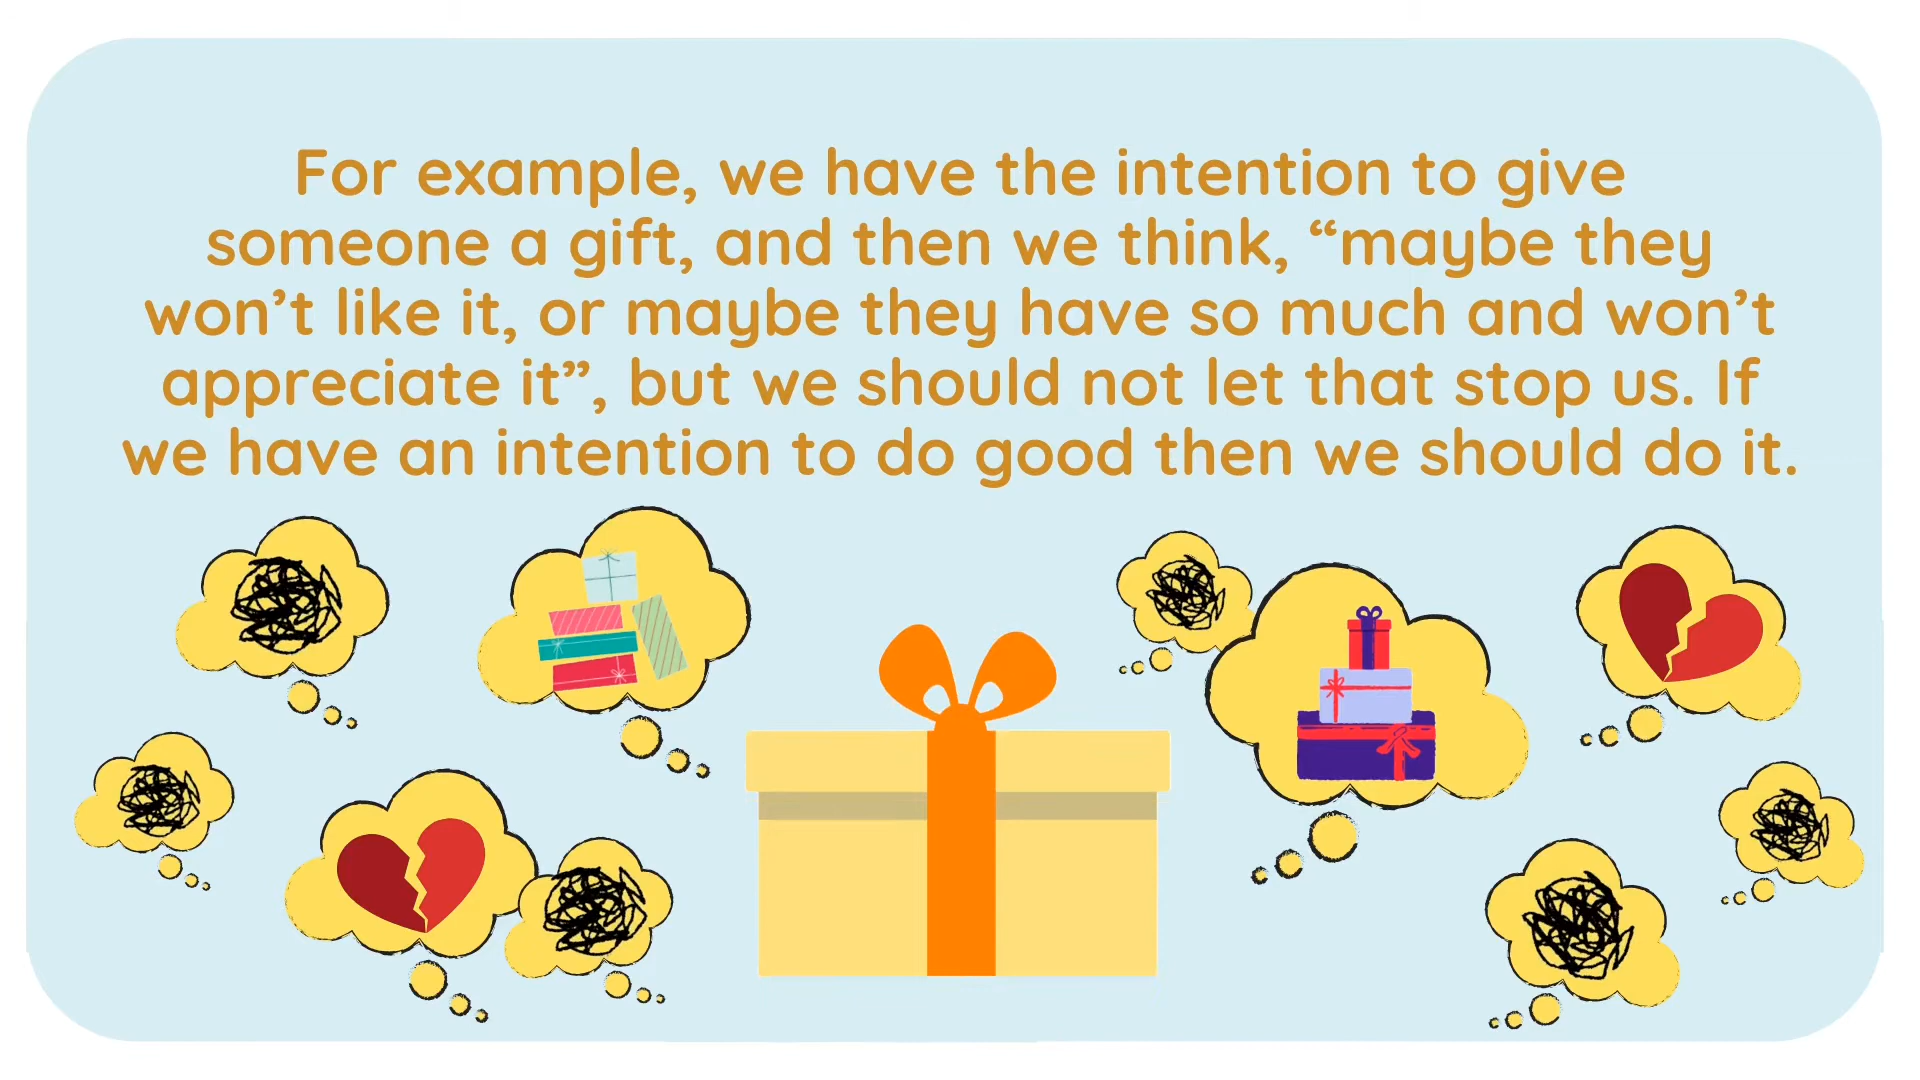 For example, we have the intention to give
someone a gift, and then we think, “maybe they
won’t like it, or maybe they have so much and won’t
appreciate it”, but we should not let that stop us. If
we have an intention to do good then we should do it.